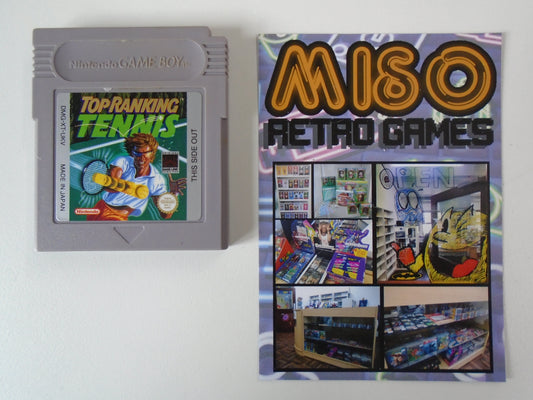 Nintendo GAME BOY
TOP RANKING
TENNIS
DMG-XT-UKV
MADE IN JAPAN
THIS SIDE OUT
Nintendo
MISO
RETRO GAMES
OPEN